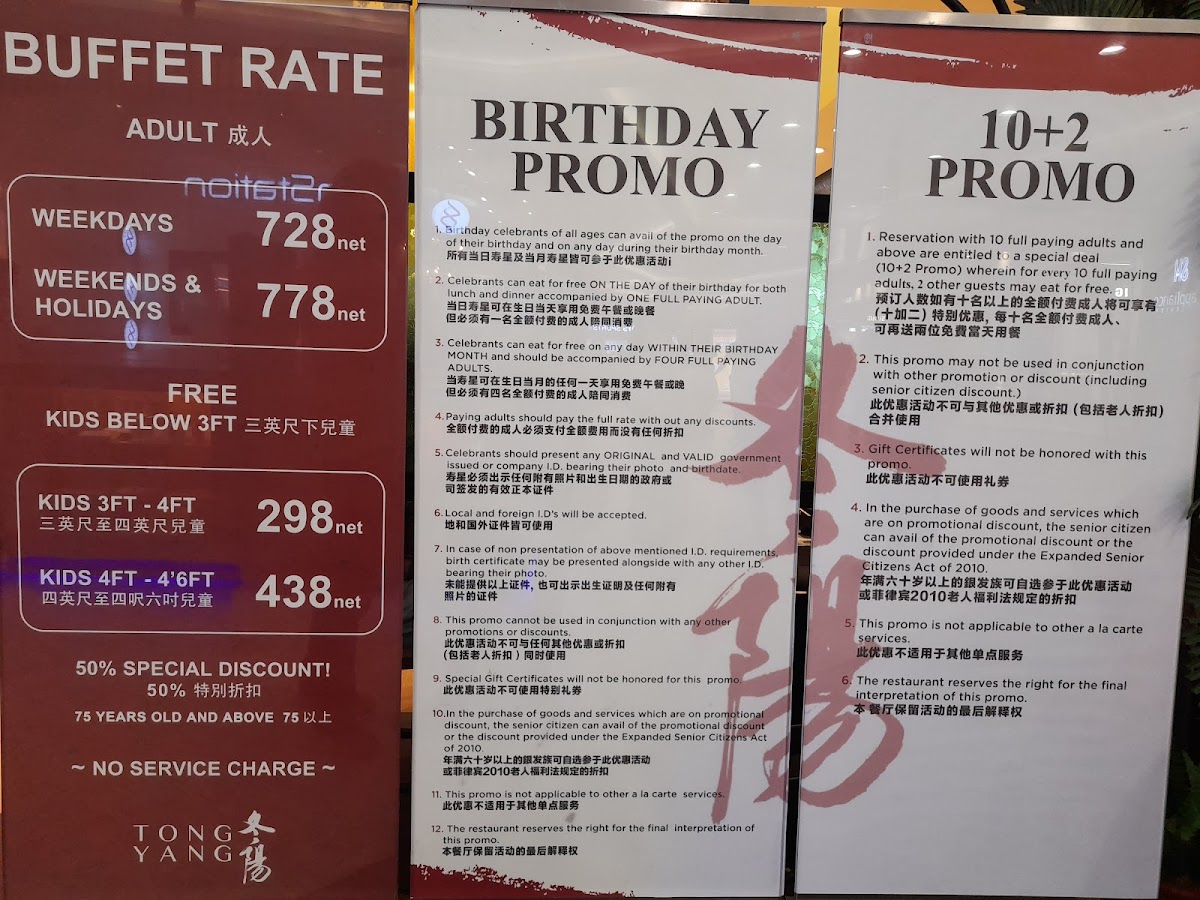 BUFFET RATE
ADULT 成人
WEEKDAYS
728 net
WEEKENDS &
HOLIDAYS
778 net
FREE
KIDS BELOW 3FT 三英尺下兒童
KIDS 3FT - 4FT
三英尺至四英尺兒童
298 net
KIDS 4FT - 4'6FT
四英尺至四呎六吋兒童
438 net
50% SPECIAL DISCOUNT!
50% 特別折扣
75 YEARS OLD AND ABOVE 75 以上
~ NO SERVICE CHARGE ~
TONG
YANG
冬陽
BIRTHDAY
PROMO
1. Birthday celebrants of all ages can avail of the promo on the day
of their birthday and on any day during their birthday month.
所有当日寿星及当月寿星皆可参于此优惠活动i
2. Celebrants can eat for free ON THE DAY of their birthday for both
lunch and dinner accompanied by ONE FULL PAYING ADULT.
当日寿星可在生日当天享用免费午餐或晚餐
但必须有一名全额付费的成人陪同消费
3. Celebrants can eat for free on any day WITHIN THEIR BIRTHDAY
MONTH and should be accompanied by FOUR FULL PAYING
ADULTS.
当寿星可在生日当月的任何一天享用免费午餐或晚
但必须有四名全额付费的成人陪同消费
4. Paying adults should pay the full rate with out any discounts.
全额付费的成人必须支付全额费用而没有任何折扣
5. Celebrants should present any ORIGINAL and VALID government
issued or company I.D. bearing their photo and birthdate.
寿星必须出示任何附有照片和出生日期的政府或
司签发的有效正本证件
6. Local and foreign I.D's will be accepted.
地和国外证件皆可使用
7. In case of non presentation of above mentioned I.D. requirements,
birth certificate may be presented alongside with any other I.D.
bearing their photo.
未能提供以上证件, 也可出示出生证明及任何附有
照片的证件
8. This promo cannot be used in conjunction with any other
promotions or discounts.
此优惠活动不可与任何其他优惠或折扣
(包括老人折扣 ) 同时使用
9. Special Gift Certificates will not be honored for this promo.
此优惠活动不可使用特别礼券
10.In the purchase of goods and services which are on promotional
discount, the senior citizen can avail of the promotional discount
or the discount provided under the Expanded Senior Citizens Act
of 2010.
年满六十岁以上的銀发族可自选参于此优惠活动
或菲律宾2010老人福利法规定的折扣
11. This promo is not applicable to other a la carte services.
此优惠不适用于其他单点服务
12. The restaurant reserves the right for the final interpretation of
this promo.
本餐厅保留活动的最后解释权
冬陽
10+2
PROMO
1. Reservation with 10 full paying adults and
above are entitled to a special deal
(10+2 Promo) wherein for every 10 full paying
adults, 2 other guests may eat for free.
预订人数如有十名以上的全额付费成人将可享有
(十加二) 特别优惠, 每十名全额付费成人、
可再送兩位免費當天用餐
2. This promo may not be used in conjunction
with other promotion or discount (including
senior citizen discount.)
此优惠活动不可与其他优惠或折扣 (包括老人折扣)
合并使用
3. Gift Certificates will not be honored with this
promo.
此优惠活动不可使用礼券
4. In the purchase of goods and services which
are on promotional discount, the senior citizen
can avail of the promotional discount or the
discount provided under the Expanded Senior
Citizens Act of 2010.
年满六十岁以上的銀发族可自选参于此优惠活动
或菲律宾2010老人福利法规定的折扣
5. This promo is not applicable to other a la carte
services.
此优惠不适用于其他单点服务
6. The restaurant reserves the right for the final
interpretation of this promo.
本 餐厅保留活动的最后解释权